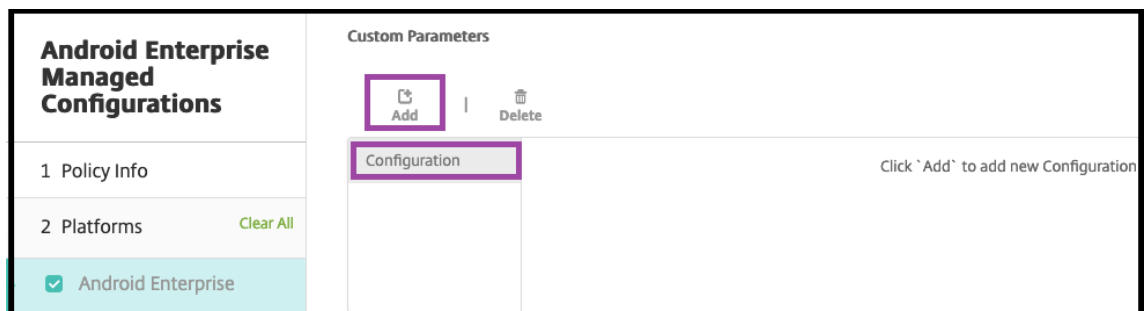 Android Enterprise
Managed
Configurations
1 Policy Info
2 Platforms
Clear All
Android Enterprise
Custom Parameters
Add
|
Delete
Configuration
Click `Add` to add new Configuration